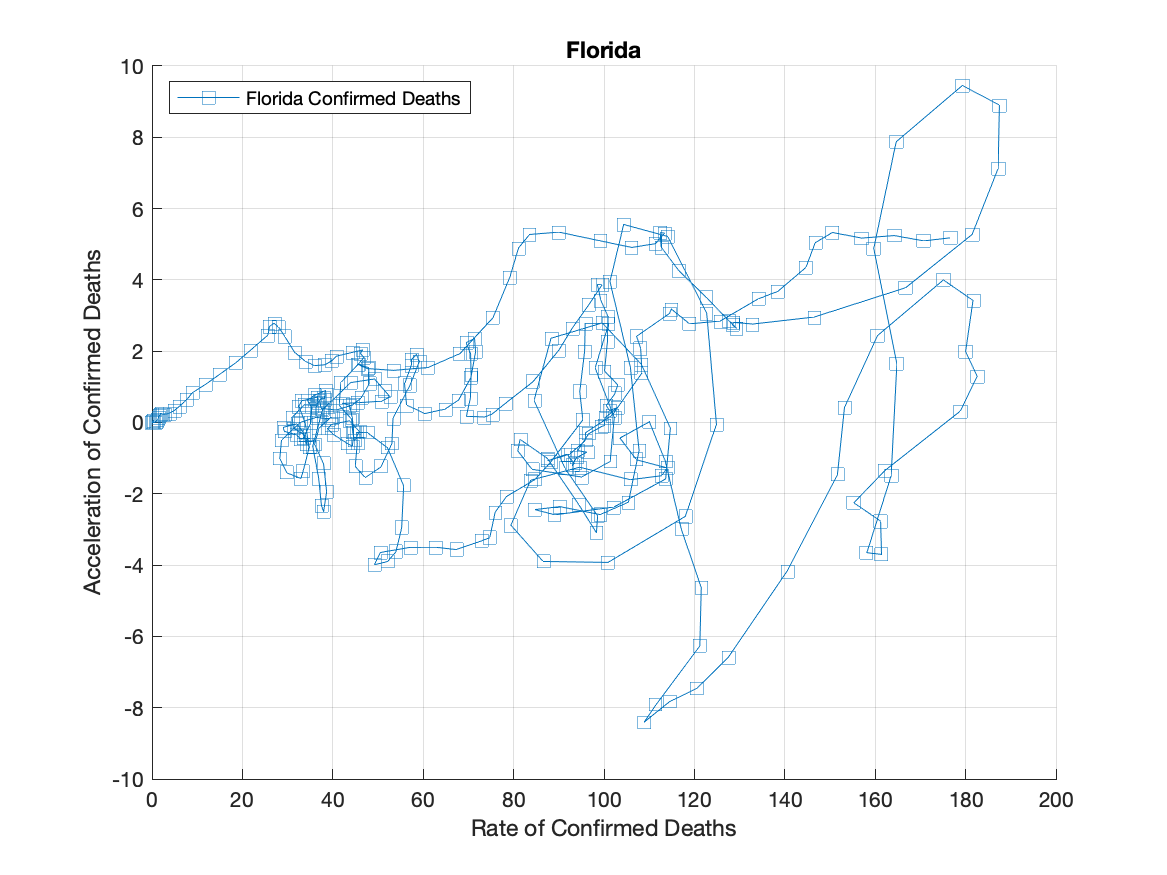 Florida
Florida Confirmed Deaths
Acceleration of Confirmed Deaths
10
8
6
4
2
0
-2
-4
-6
-8
-10
0 20 40 60 80 100 120 140 160 180 200
Rate of Confirmed Deaths